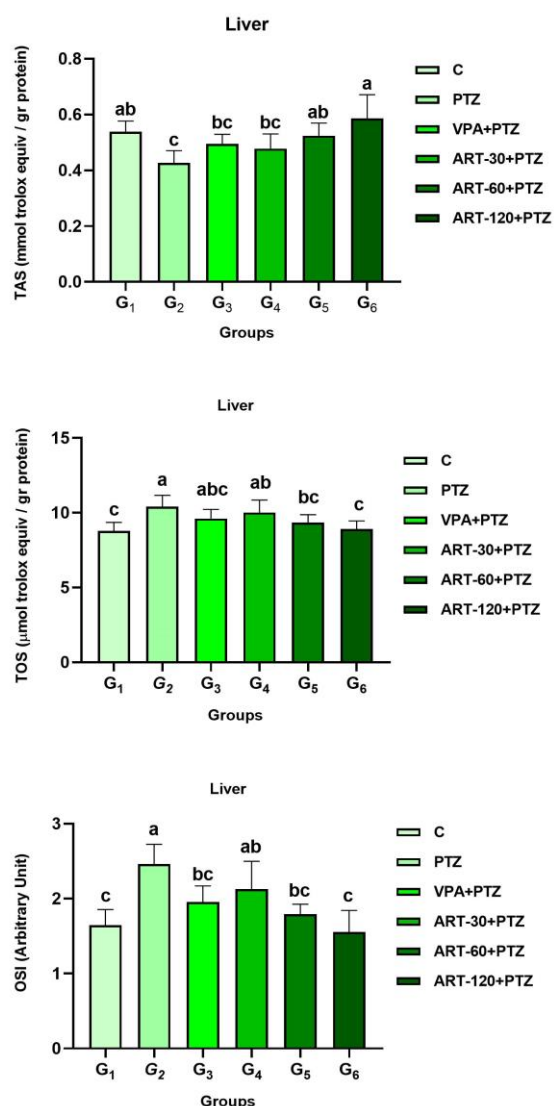 Liver
TAS (mmol trolox equiv / gr protein)
0.8
0.6
0.4
0.2
0.0
ab
c
bc
bc
ab
a
G₁ G₂ G₃ G₄ G₅ G₆
Groups
C
PTZ
VPA+PTZ
ART-30+PTZ
ART-60+PTZ
ART-120+PTZ
Liver
TOS (μmol trolox equiv / gr protein)
15
10
5
0
c
a
abc
ab
bc
c
G₁ G₂ G₃ G₄ G₅ G₆
Groups
C
PTZ
VPA+PTZ
ART-30+PTZ
ART-60+PTZ
ART-120+PTZ
Liver
OSI (Arbitrary Unit)
3
2
1
0
c
a
bc
ab
bc
c
G₁ G₂ G₃ G₄ G₅ G₆
Groups
C
PTZ
VPA+PTZ
ART-30+PTZ
ART-60+PTZ
ART-120+PTZ